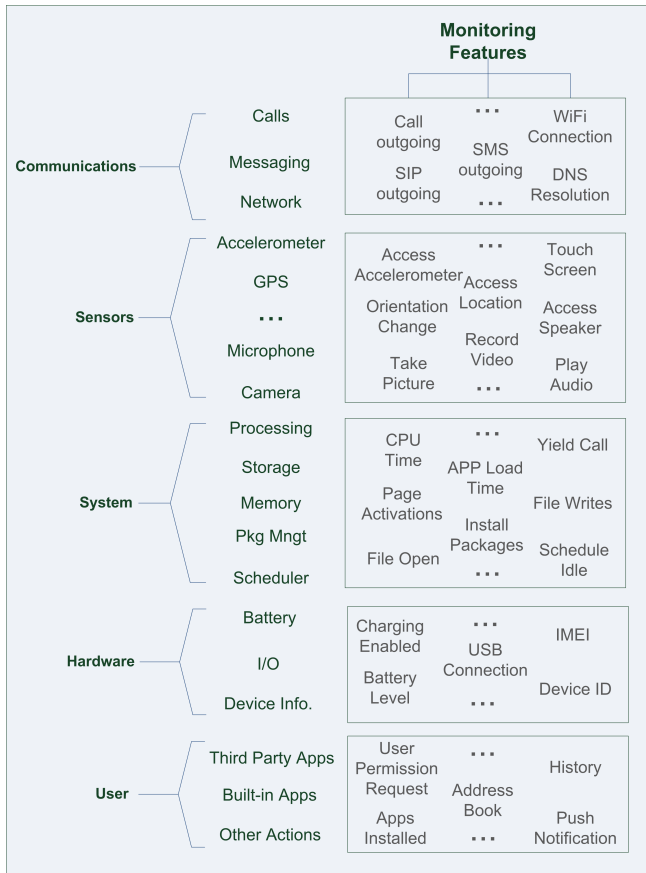 Monitoring
Features
Communications
Calls
Messaging
Network
Call
outgoing
SIP
outgoing
...
SMS
outgoing
...
WiFi
Connection
DNS
Resolution
Sensors
Accelerometer
GPS
...
Microphone
Camera
Access
Accelerometer
Orientation
Change
Take
Picture
...
Access
Location
Record
Video
...
Touch
Screen
Access
Speaker
Play
Audio
System
Processing
Storage
Memory
Pkg Mngt
Scheduler
CPU
Time
Page
Activations
File Open
...
APP Load
Time
Install
Packages
...
Yield Call
File Writes
Schedule
Idle
Hardware
Battery
I/O
Device Info.
Charging
Enabled
Battery
Level
...
USB
Connection
...
IMEI
Device ID
User
Third Party Apps
Built-in Apps
Other Actions
User
Permission
Request
Apps
Installed
...
Address
Book
...
History
Push
Notification